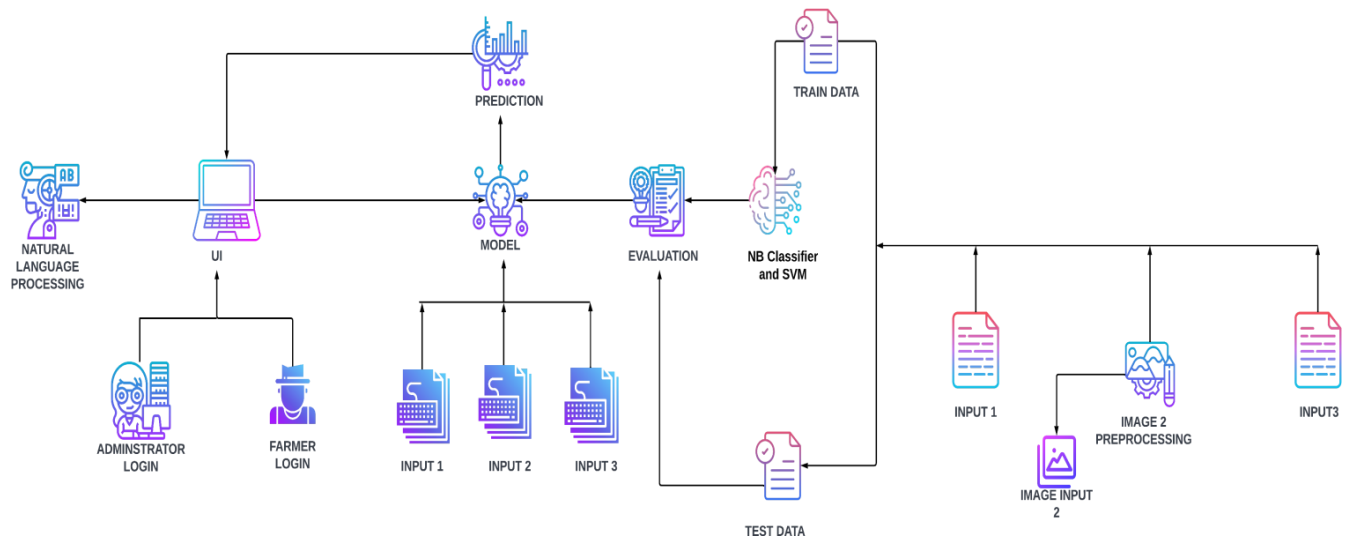 PREDICTION
TRAIN DATA
AB
NATURAL
LANGUAGE
PROCESSING
UI
MODEL
EVALUATION
NB Classifier
and SVM
ADMINSTRATOR
LOGIN
FARMER
LOGIN
INPUT 1
INPUT 2
INPUT 3
TEST DATA
INPUT 1
IMAGE 2
PREPROCESSING
INPUT3
IMAGE INPUT
2